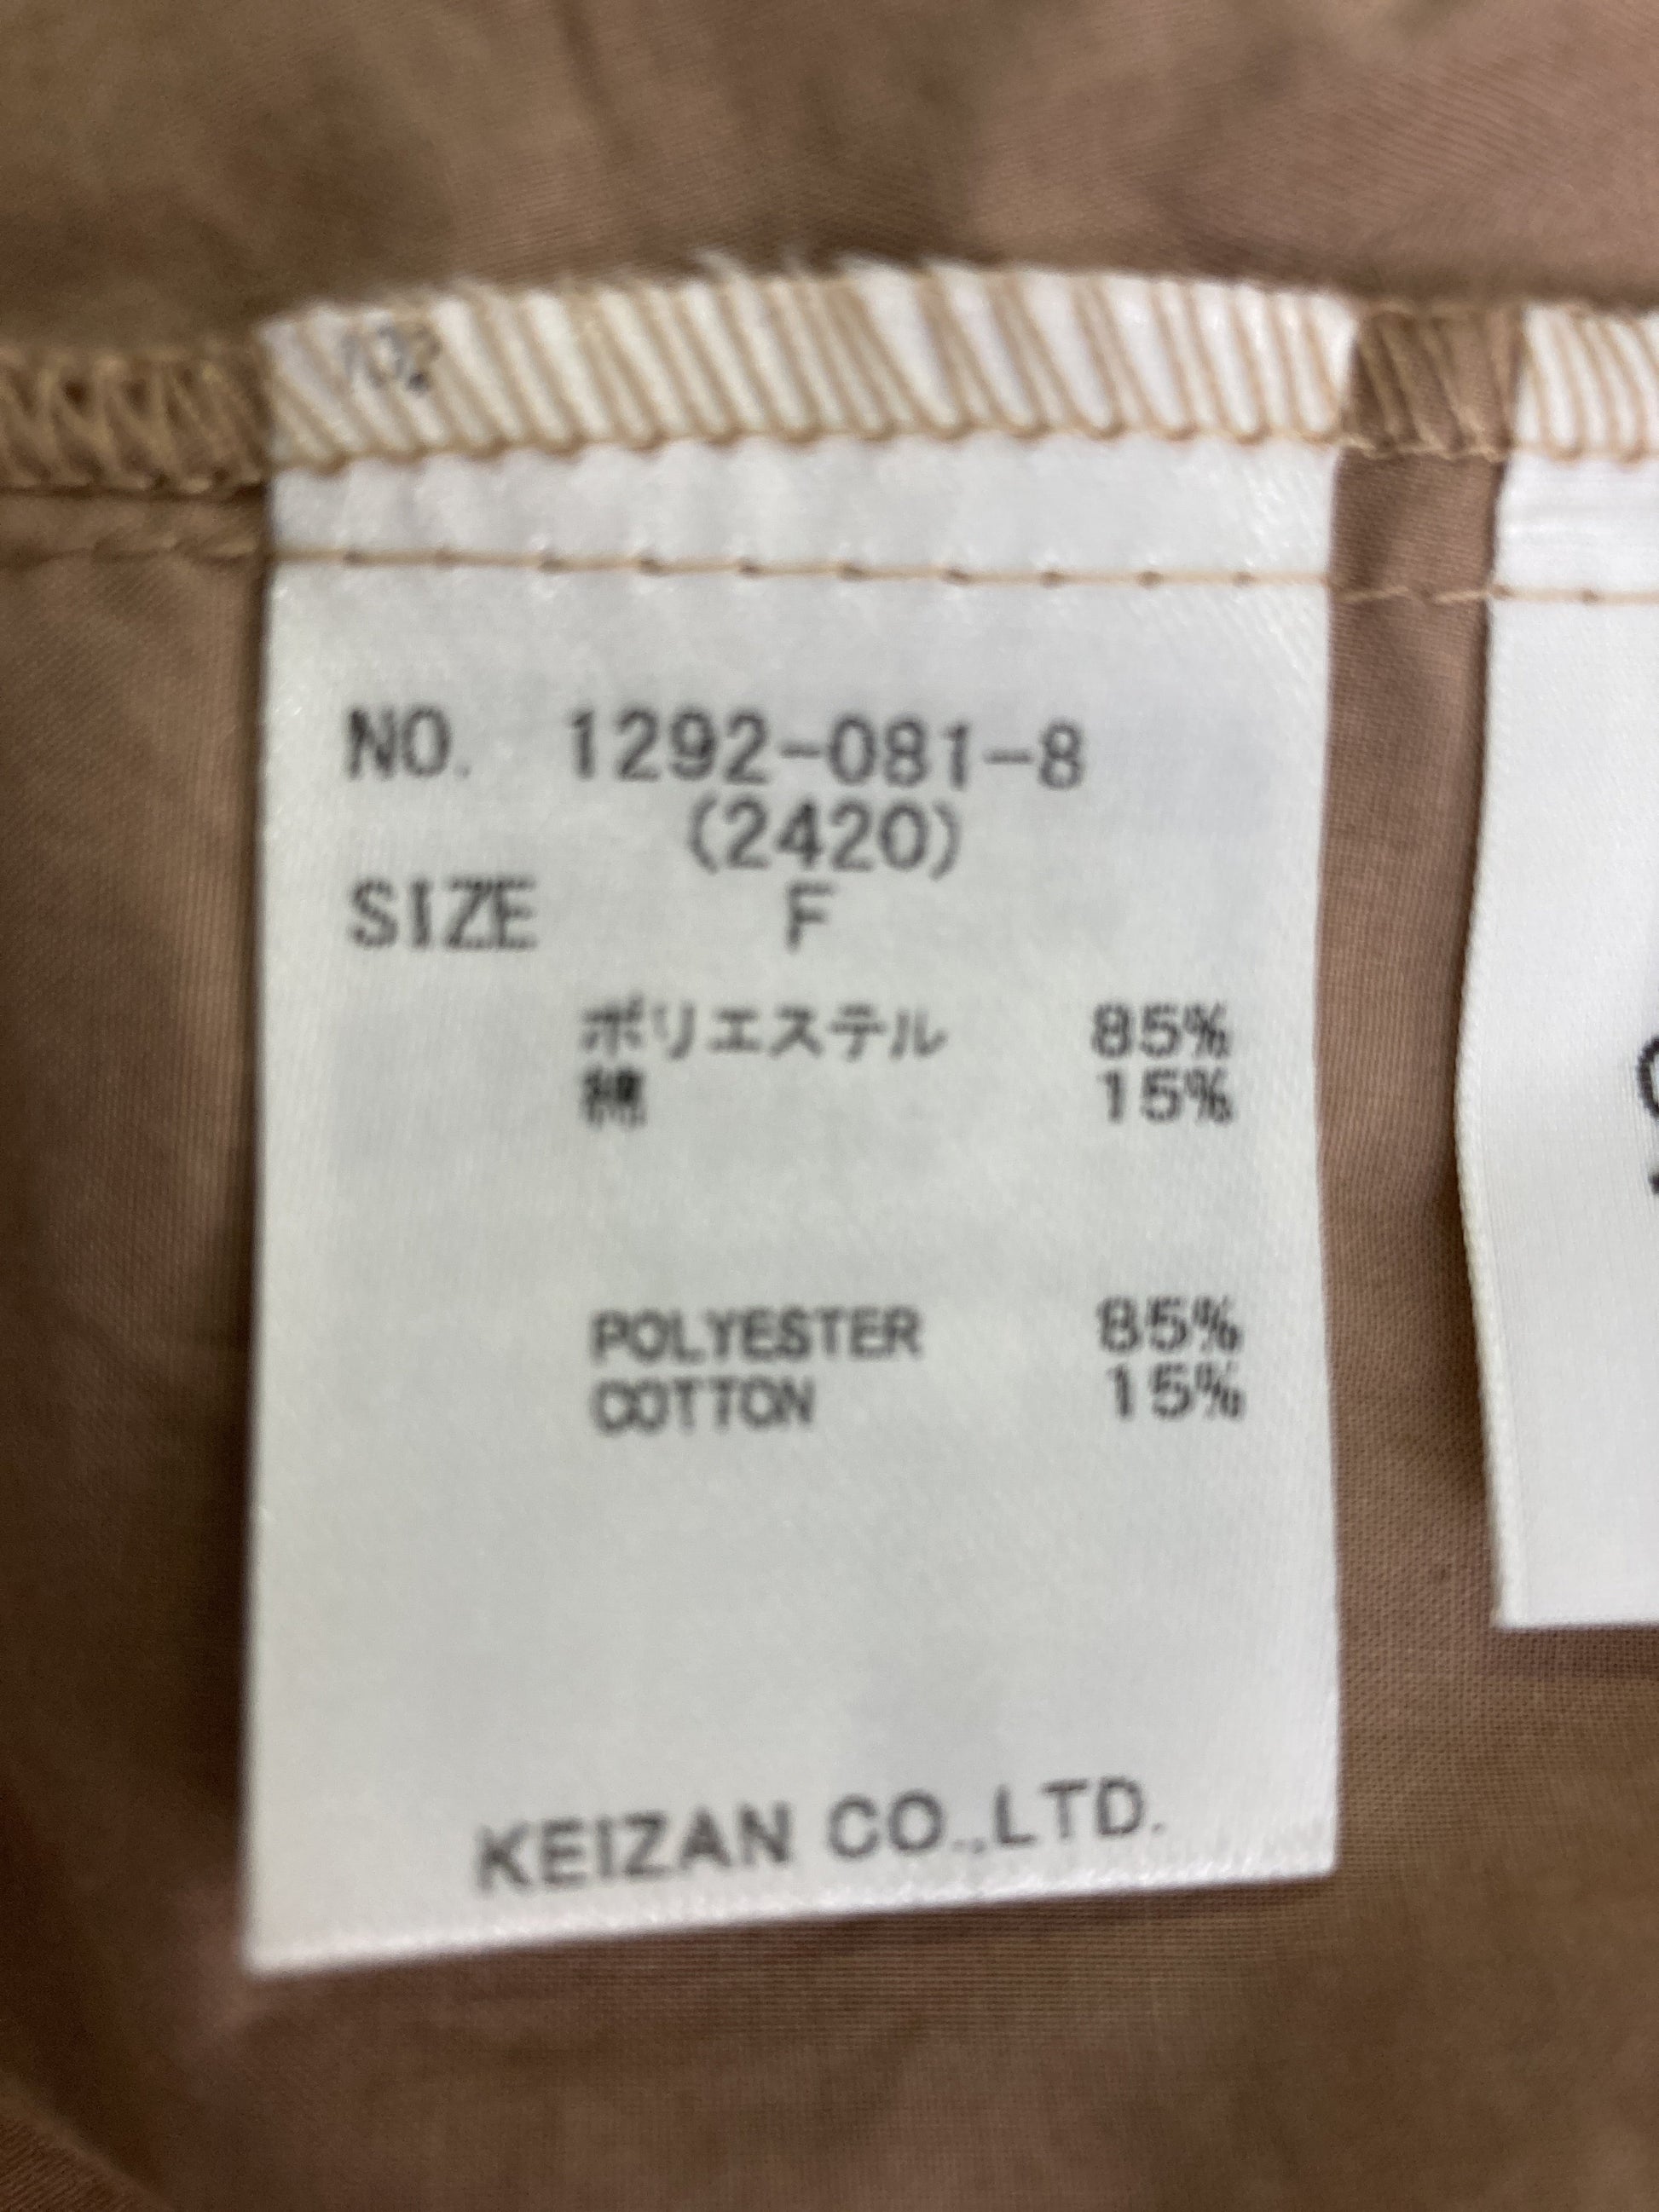 NO. 1292-081-8
(2420)
SIZE F
ポリエステル 85%
綿 15%
POLYESTER 85%
COTTON 15%
KEIZAN CO.,LTD.